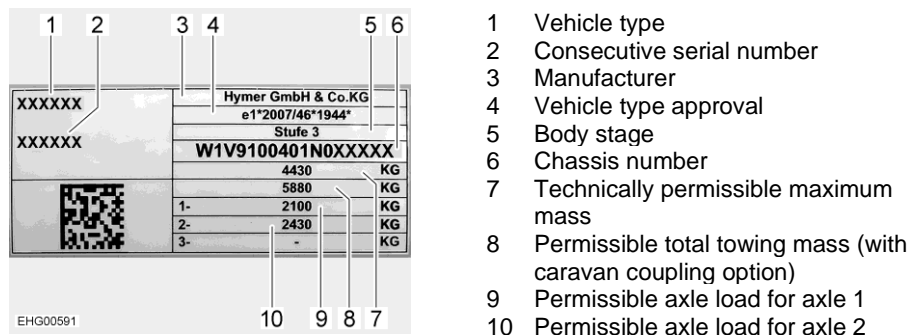 1 2 3 4 5 6
XXXXXX
XXXXXX
Hymer GmbH & Co.KG
e1*2007/46*1944*
Stufe 3
W1V9100401N0XXXXX
4430 KG
5880 KG
1- 2100 KG
2- 2430 KG
3- - KG
10 9 8 7
EHG00591
1 Vehicle type
2 Consecutive serial number
3 Manufacturer
4 Vehicle type approval
5 Body stage
6 Chassis number
7 Technically permissible maximum
mass
8 Permissible total towing mass (with
caravan coupling option)
9 Permissible axle load for axle 1
10 Permissible axle load for axle 2